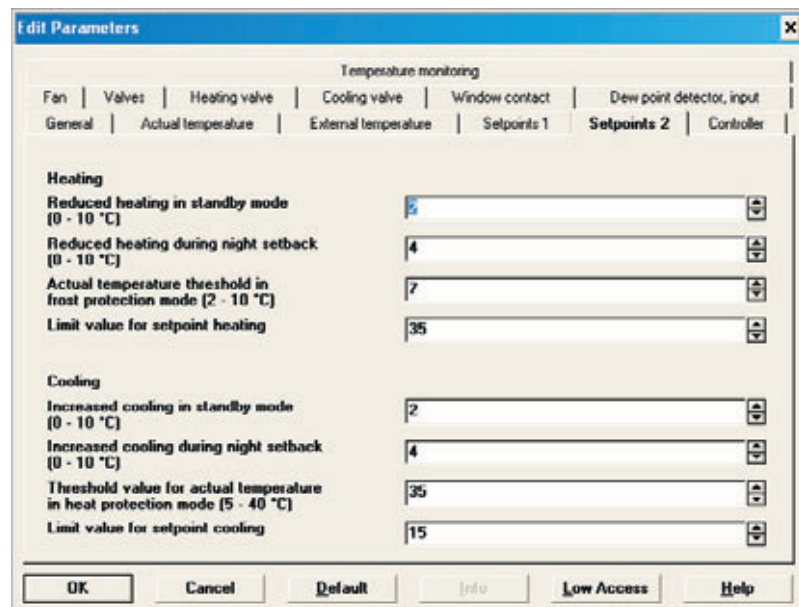 Edit Parameters
Temperature monitoring
Fan Valves Heating valve Cooling valve Window contact Dew point detector, input
General Actual temperature External temperature Setpoints 1 Setpoints 2 Controller
Heating
Reduced heating in standby mode
(0 - 10 °C)
2
Reduced heating during night setback
(0 - 10 °C)
4
Actual temperature threshold in
frost protection mode (2 - 10 °C)
7
Limit value for setpoint heating
35
Cooling
Increased cooling in standby mode
(0 - 10 °C)
2
Increased cooling during night setback
(0 - 10 °C)
4
Threshold value for actual temperature
in heat protection mode (5 - 40 °C)
35
Limit value for setpoint cooling
15
OK Cancel Default Info Low Access Help